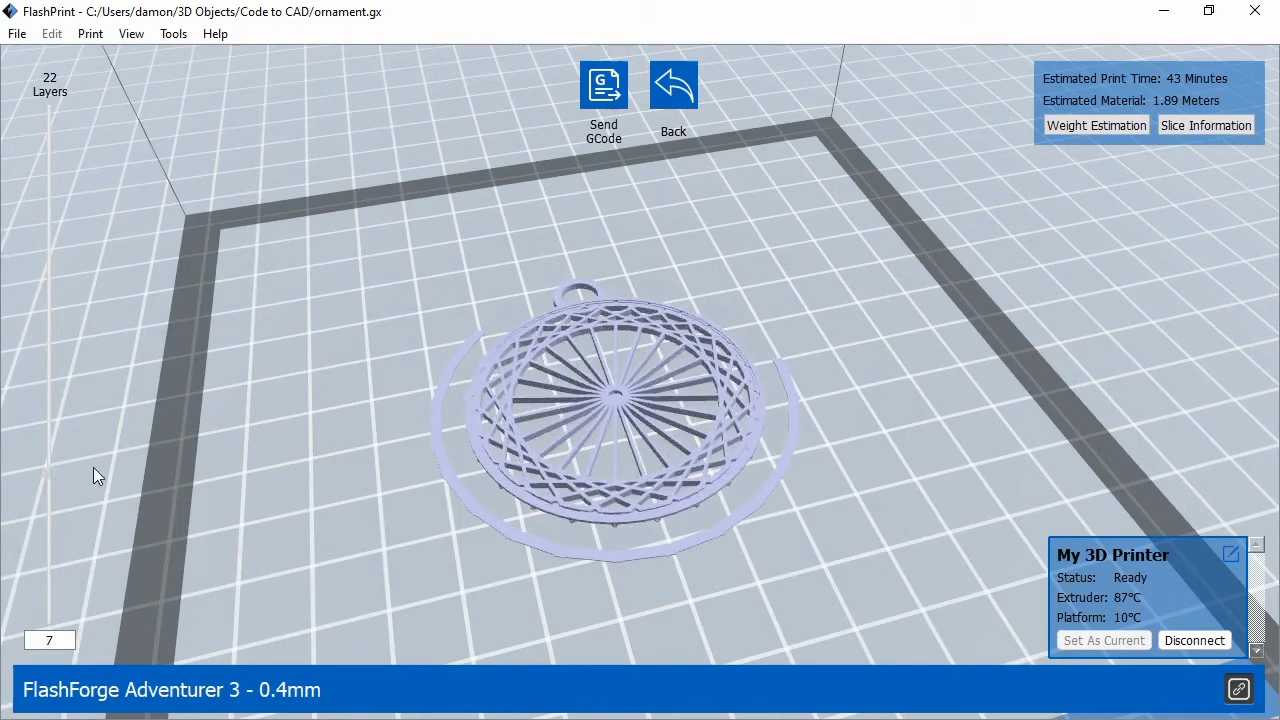 FlashPrint - C:/Users/damon/3D Objects/Code to CAD/ornament.gx
File Edit Print View Tools Help
22
Layers
G
Send
GCode
Back
Estimated Print Time: 43 Minutes
Estimated Material: 1.89 Meters
Weight Estimation Slice Information
My 3D Printer
Status: Ready
Extruder: 87°C
Platform: 10°C
Set As Current Disconnect
7
FlashForge Adventurer 3 - 0.4mm